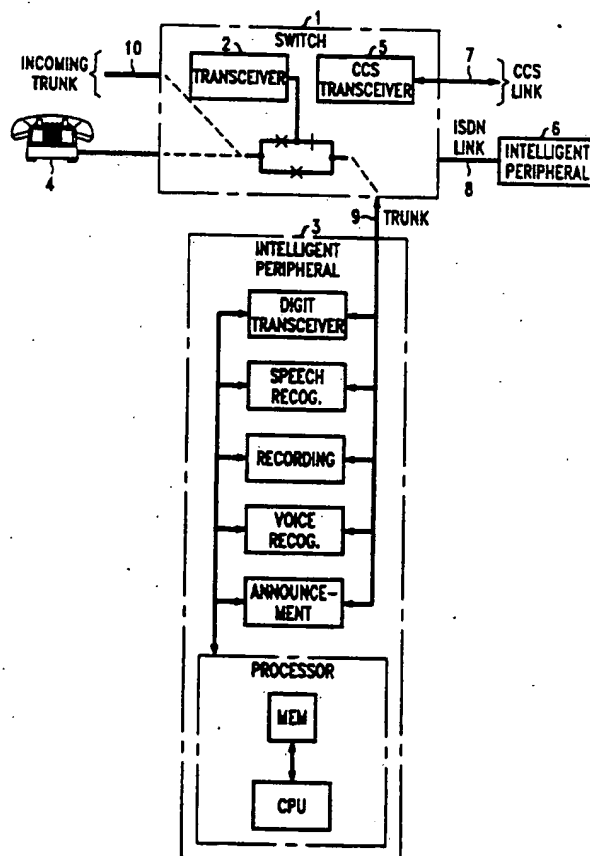 1
SWITCH
2
TRANSCEIVER
5
CCS
TRANSCEIVER
10
INCOMING
TRUNK
7
CCS
LINK
4
ISDN
LINK
8
6
INTELLIGENT
PERIPHERAL
9
TRUNK
3
INTELLIGENT
PERIPHERAL
DIGIT
TRANSCEIVER
SPEECH
RECOG.
RECORDING
VOICE
RECOG.
ANNOUNCE-
MENT
PROCESSOR
MEM
CPU